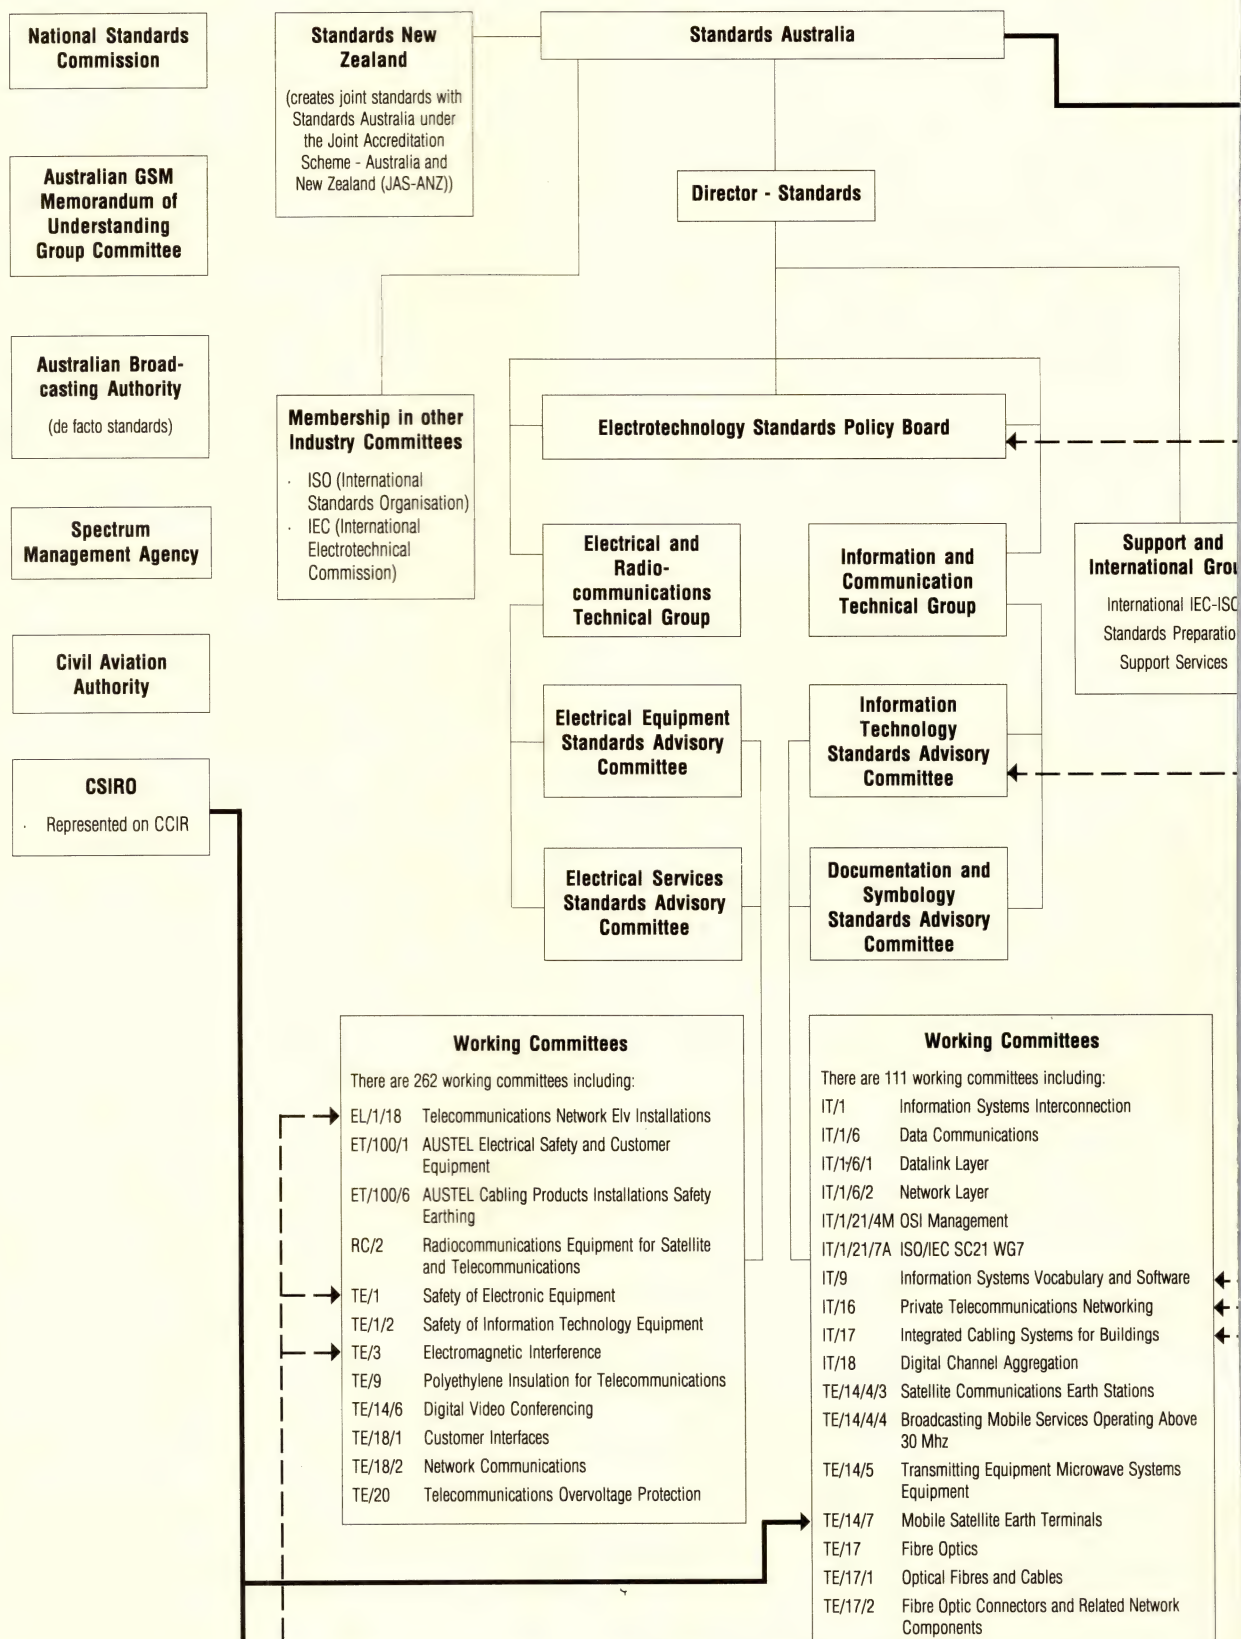 National Standards
Commission
Australian GSM
Memorandum of
Understanding
Group Committee
Australian Broad-
casting Authority
(de facto standards)
Spectrum
Management Agency
Civil Aviation
Authority
CSIRO
· Represented on CCIR
Standards New
Zealand
(creates joint standards with
Standards Australia under
the Joint Accreditation
Scheme - Australia and
New Zealand (JAS-ANZ))
Standards Australia
Director - Standards
Membership in other
Industry Committees
· ISO (International
Standards Organisation)
· IEC (International
Electrotechnical
Commission)
Electrotechnology Standards Policy Board
Electrical and
Radio-
communications
Technical Group
Information and
Communication
Technical Group
Support and
International
International IEC-ISO
Standards
Support Services
Electrical Equipment
Standards Advisory
Committee
Information
Technology
Standards Advisory
Committee
Electrical Services
Standards Advisory
Committee
Documentation and
Symbology
Standards Advisory
Committee
Working Committees
There are 262 working committees including:
EL/1/18 Telecommunications Network Elv Installations
ET/100/1 AUSTEL Electrical Safety and Customer
Equipment
ET/100/6 AUSTEL Cabling Products Installations Safety
Earthing
RC/2 Radiocommunications Equipment for Satellite
and Telecommunications
TE/1 Safety of Electronic Equipment
TE/1/2 Safety of Information Technology Equipment
TE/3 Electromagnetic Interference
TE/9 Polyethylene Insulation for Telecommunications
TE/14/6 Digital Video Conferencing
TE/18/1 Customer Interfaces
TE/18/2 Network Communications
TE/20 Telecommunications Overvoltage Protection
Working Committees
There are 111 working committees including:
IT/1 Information Systems Interconnection
IT/1/6 Data Communications
IT/1/6/1 Datalink Layer
IT/1/6/2 Network Layer
IT/1/21/4M OSI Management
IT/1/21/7A ISO/IEC SC21 WG7
IT/9 Information Systems Vocabulary and Software
IT/16 Private Telecommunications Networking
IT/17 Integrated Cabling Systems for Buildings
IT/18 Digital Channel Aggregation
TE/14/4/3 Satellite Communications Earth Stations
TE/14/4/4 Broadcasting Mobile Services Operating Above
30 Mhz
TE/14/5 Transmitting Equipment Microwave Systems
Equipment
TE/14/7 Mobile Satellite Earth Terminals
TE/17 Fibre Optics
TE/17/1 Optical Fibres and Cables
TE/17/2 Fibre Optic Connectors and Related Network
Components